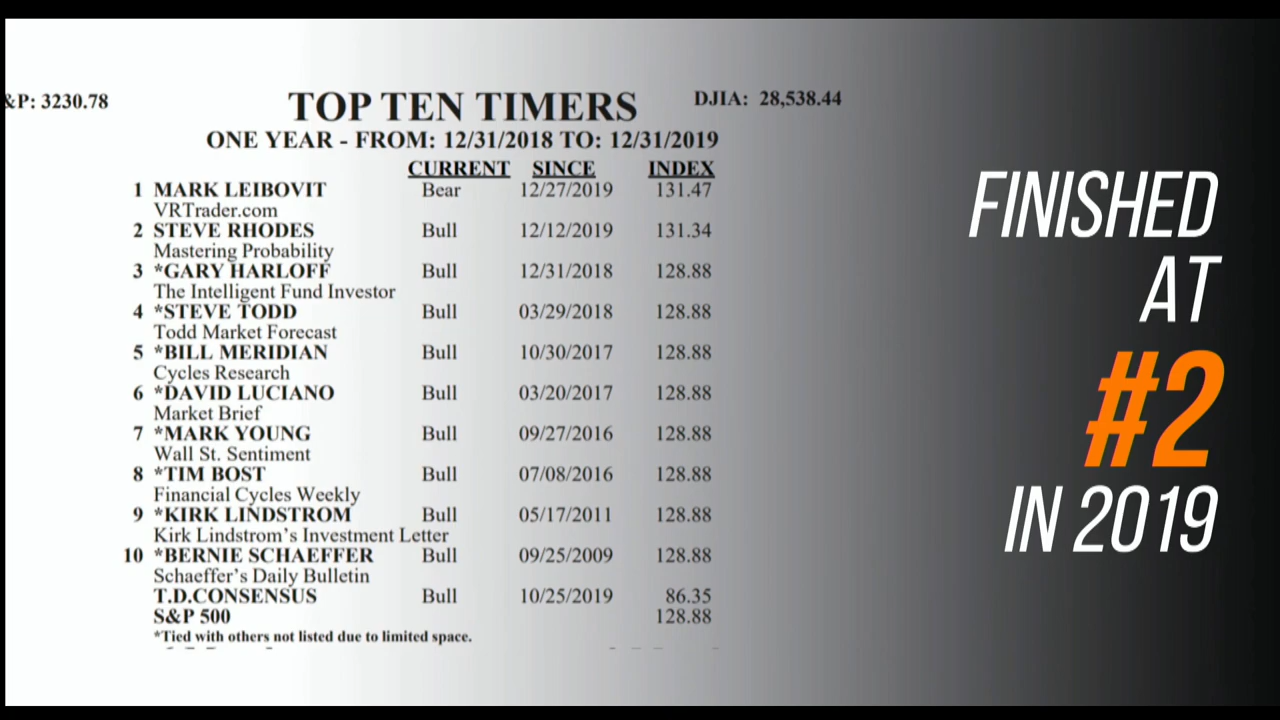 &P: 3230.78
TOP TEN TIMERS
DJIA: 28,538.44
ONE YEAR - FROM: 12/31/2018 TO: 12/31/2019
CURRENT SINCE INDEX
1 MARK LEIBOVIT Bear 12/27/2019 131.47
VRTrader.com
2 STEVE RHODES Bull 12/12/2019 131.34
Mastering Probability
3 *GARY HARLOFF Bull 12/31/2018 128.88
The Intelligent Fund Investor
4 *STEVE TODD Bull 03/29/2018 128.88
Todd Market Forecast
5 *BILL MERIDIAN Bull 10/30/2017 128.88
Cycles Research
6 *DAVID LUCIANO Bull 03/20/2017 128.88
Market Brief
7 *MARK YOUNG Bull 09/27/2016 128.88
Wall St. Sentiment
8 *TIM BOST Bull 07/08/2016 128.88
Financial Cycles Weekly
9 *KIRK LINDSTROM Bull 05/17/2011 128.88
Kirk Lindstrom's Investment Letter
10 *BERNIE SCHAEFFER Bull 09/25/2009 128.88
Schaeffer's Daily Bulletin
T.D.CONSENSUS Bull 10/25/2019 86.35
S&P 500 128.88
*Tied with others not listed due to limited space.
FINISHED
AT
#2
IN 2019